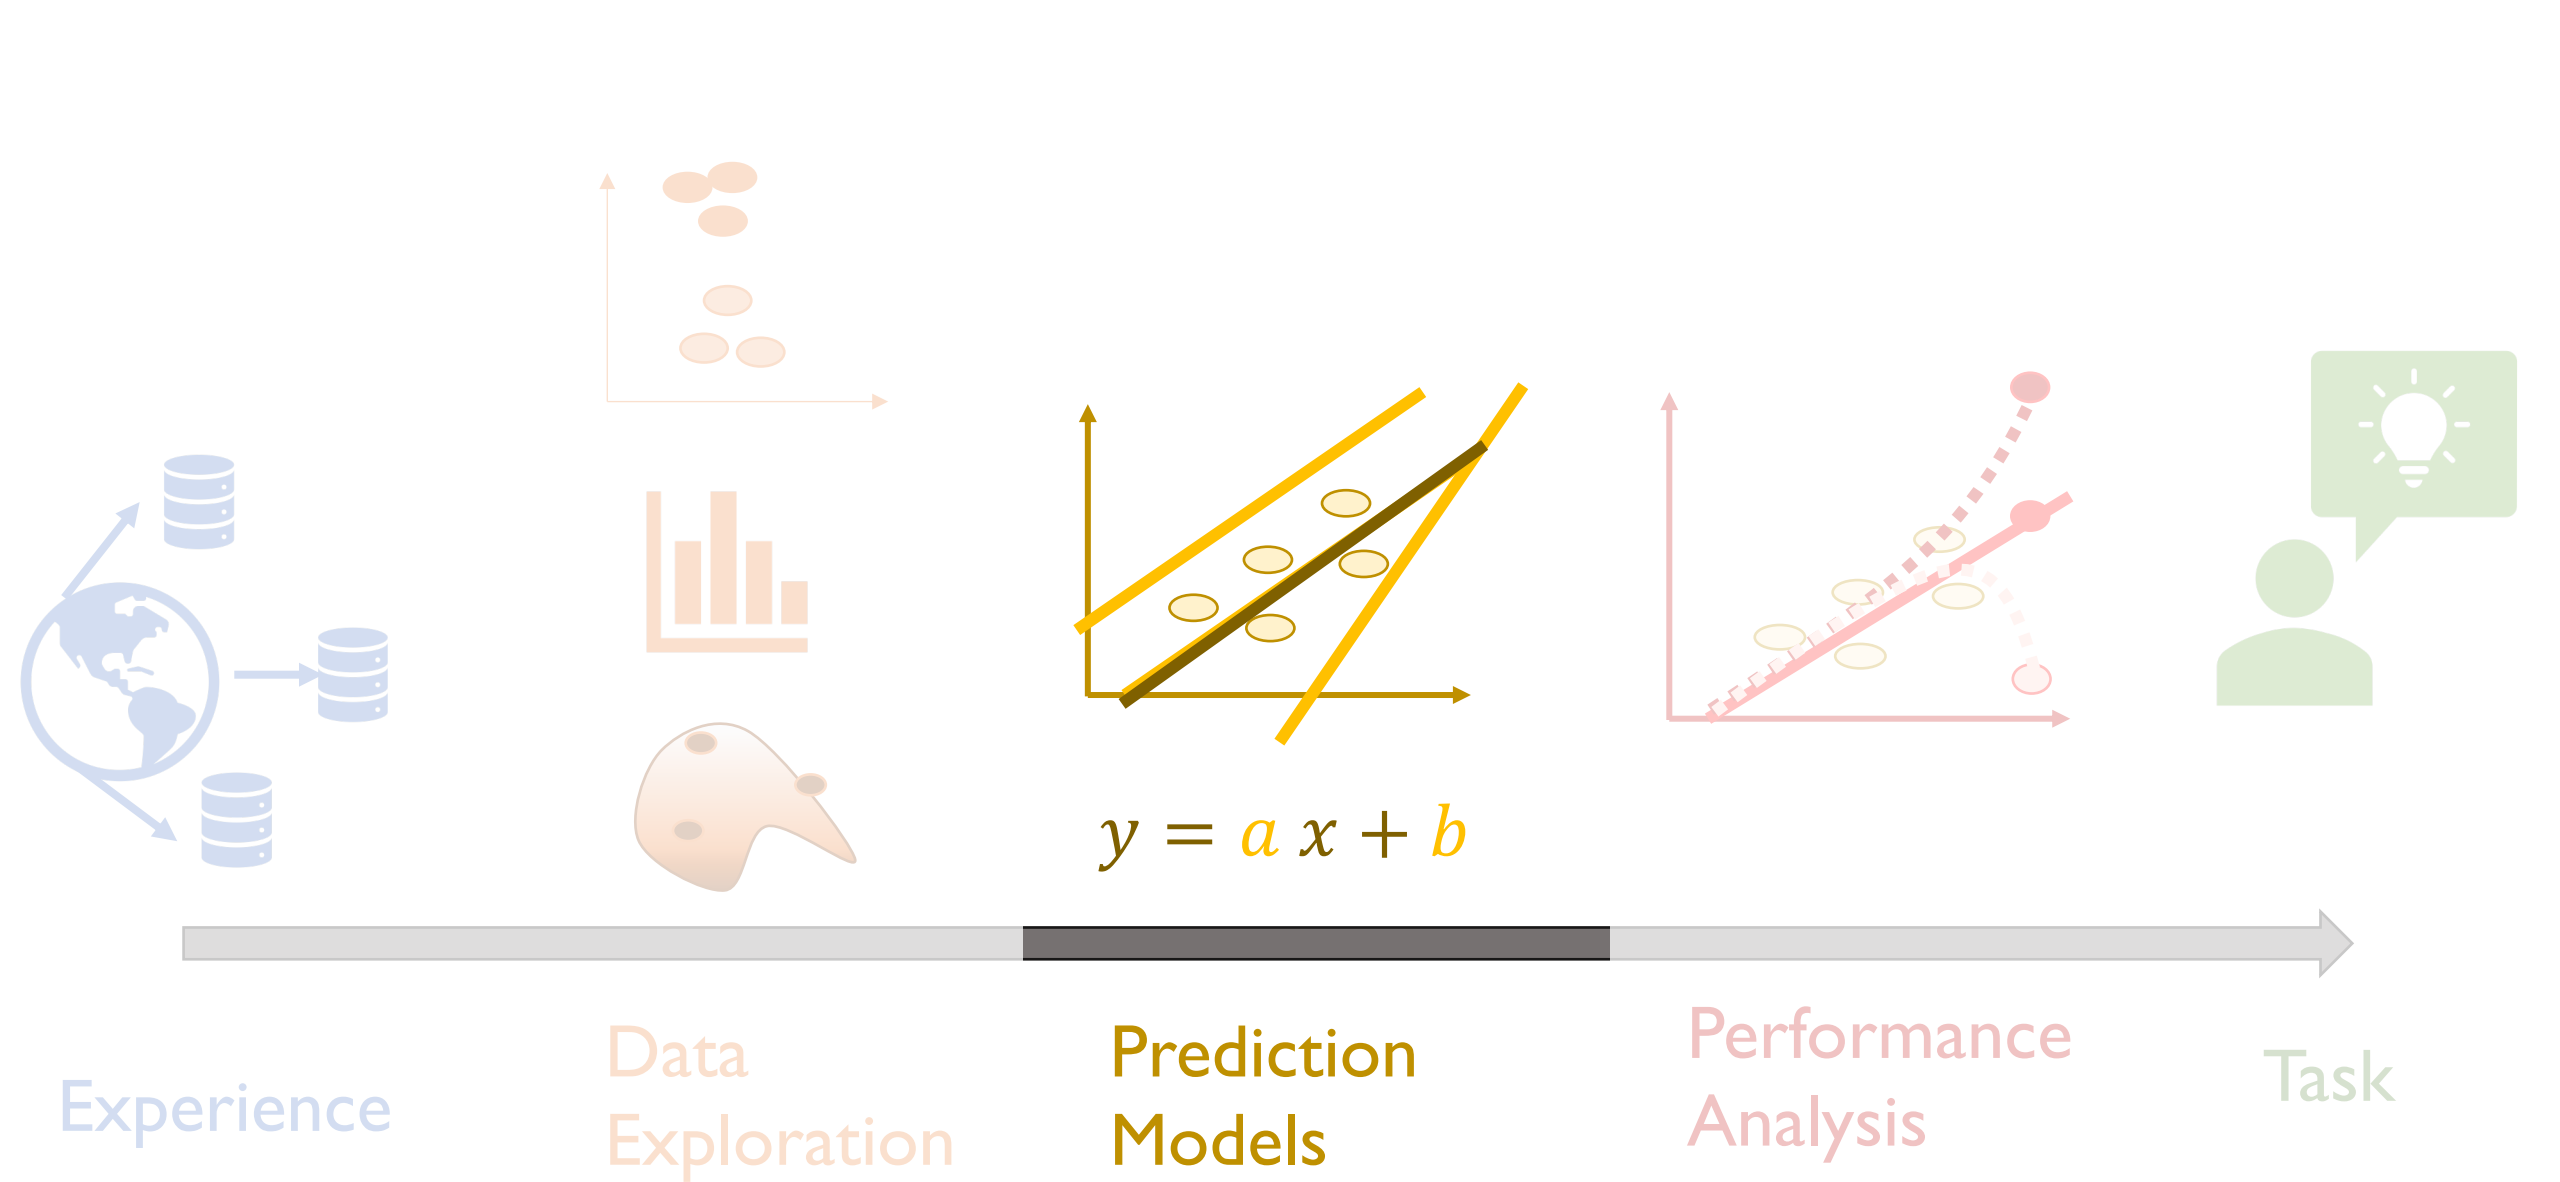 y = a x + b
Experience
Data
Exploration
Prediction
Models
Performance
Analysis
Task